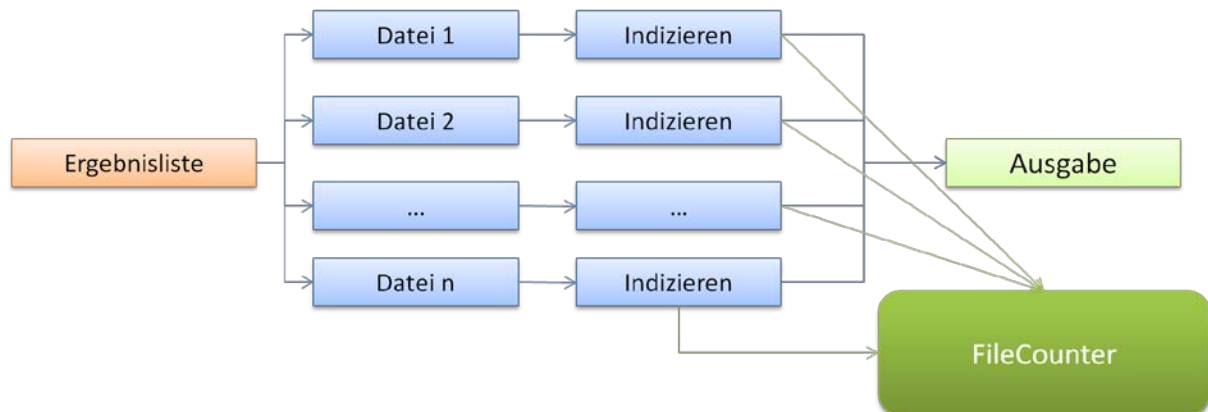 Datei 1
Indizieren
Datei 2
Indizieren
Ergebnisliste
Ausgabe
...
...
Datei n
Indizieren
FileCounter